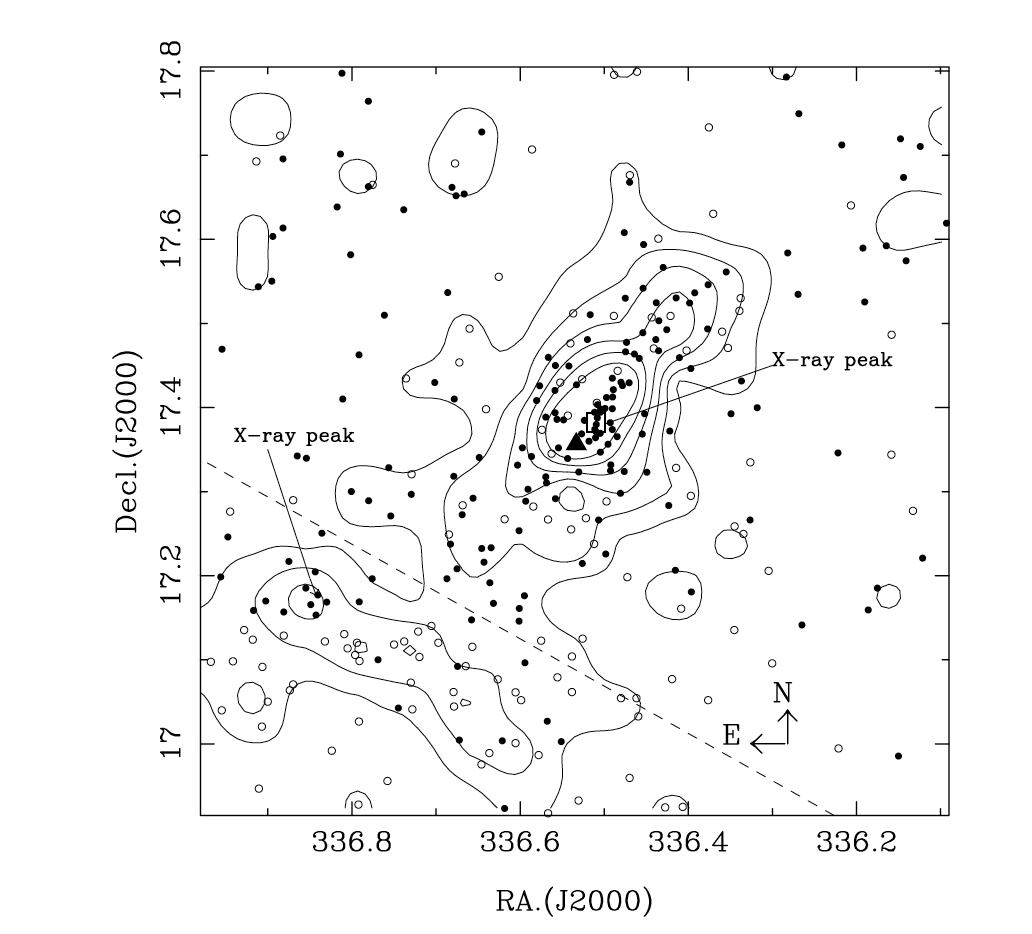 17.8
17.6
17.4
17.2
17
Decl.(J2000)
X-ray peak
X-ray peak
N
E
336.8
336.6
336.4
336.2
RA.(J2000)